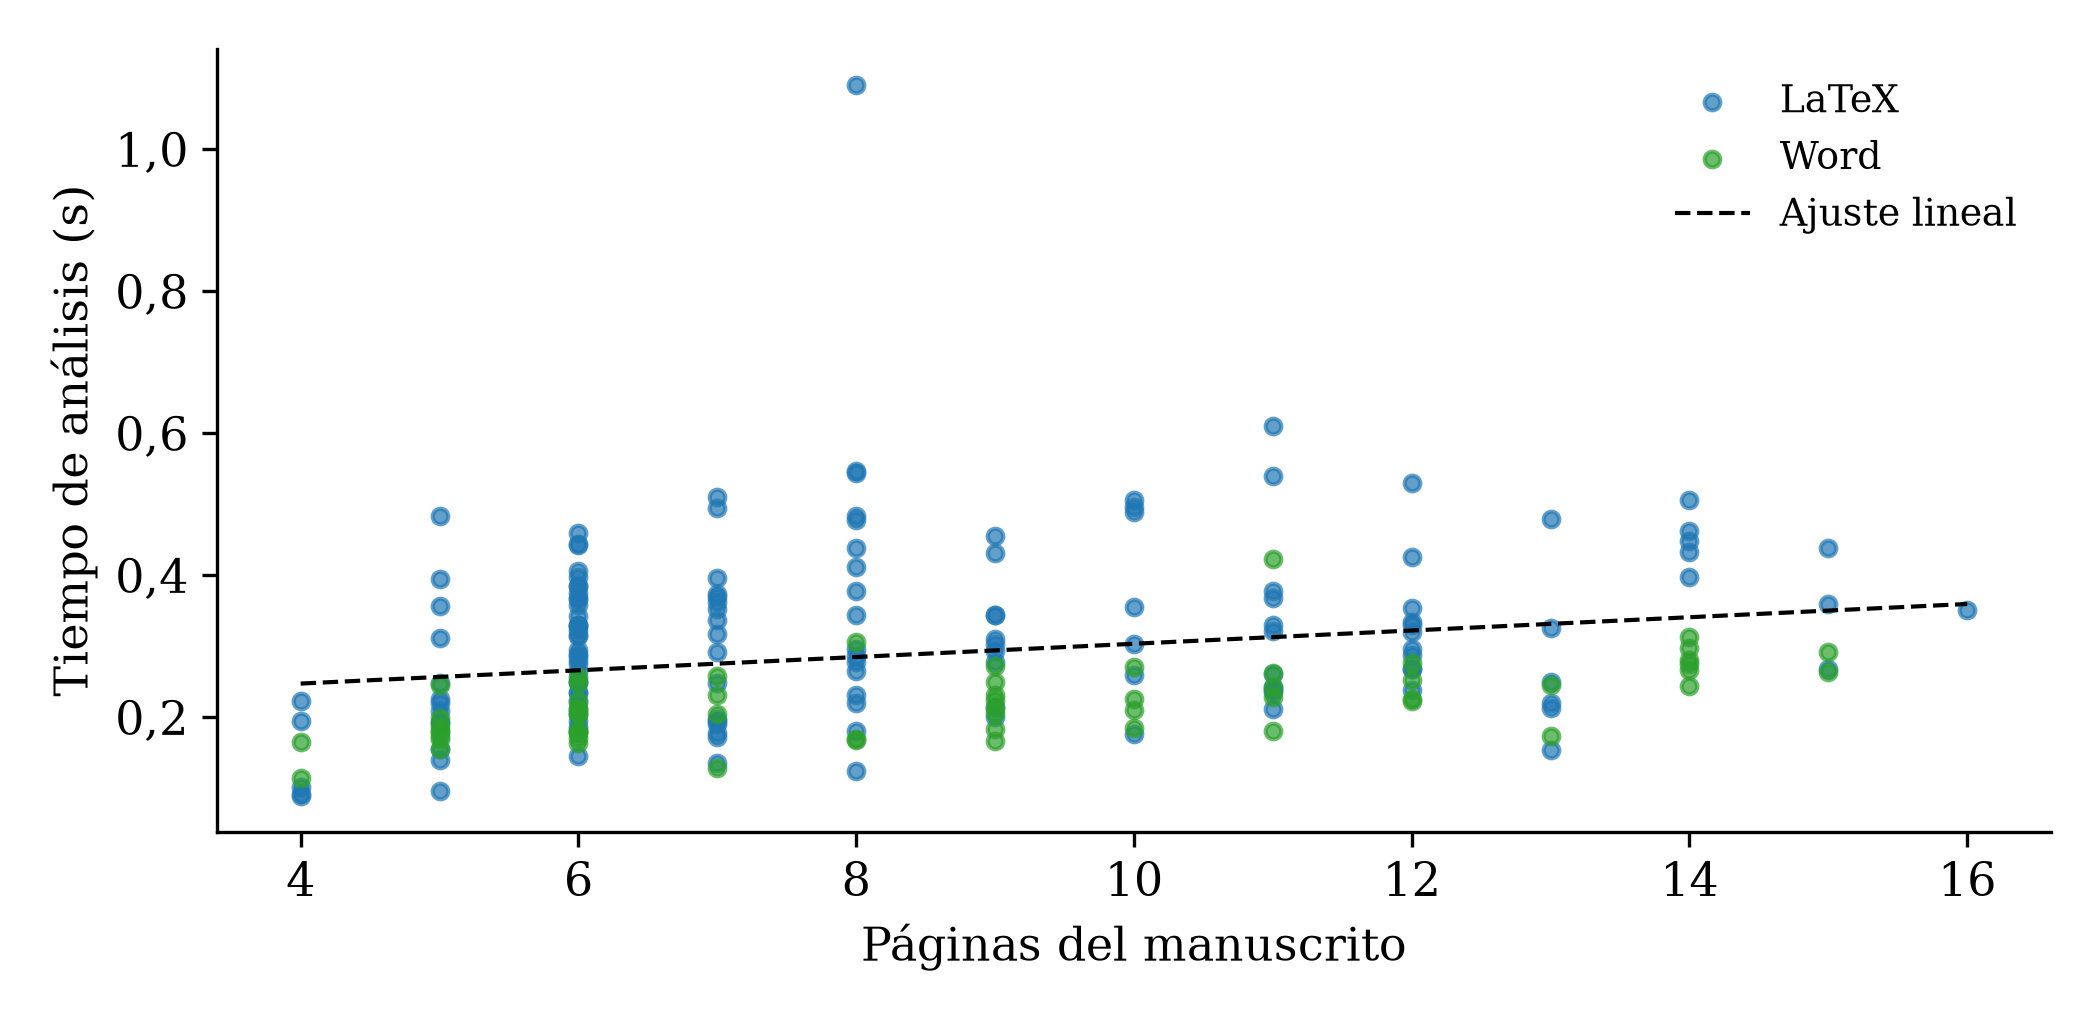 LaTeX
Word
Ajuste lineal
Tiempo de análisis (s)
1,0
0,8
0,6
0,4
0,2
4 6 8 10 12 14 16
Páginas del manuscrito